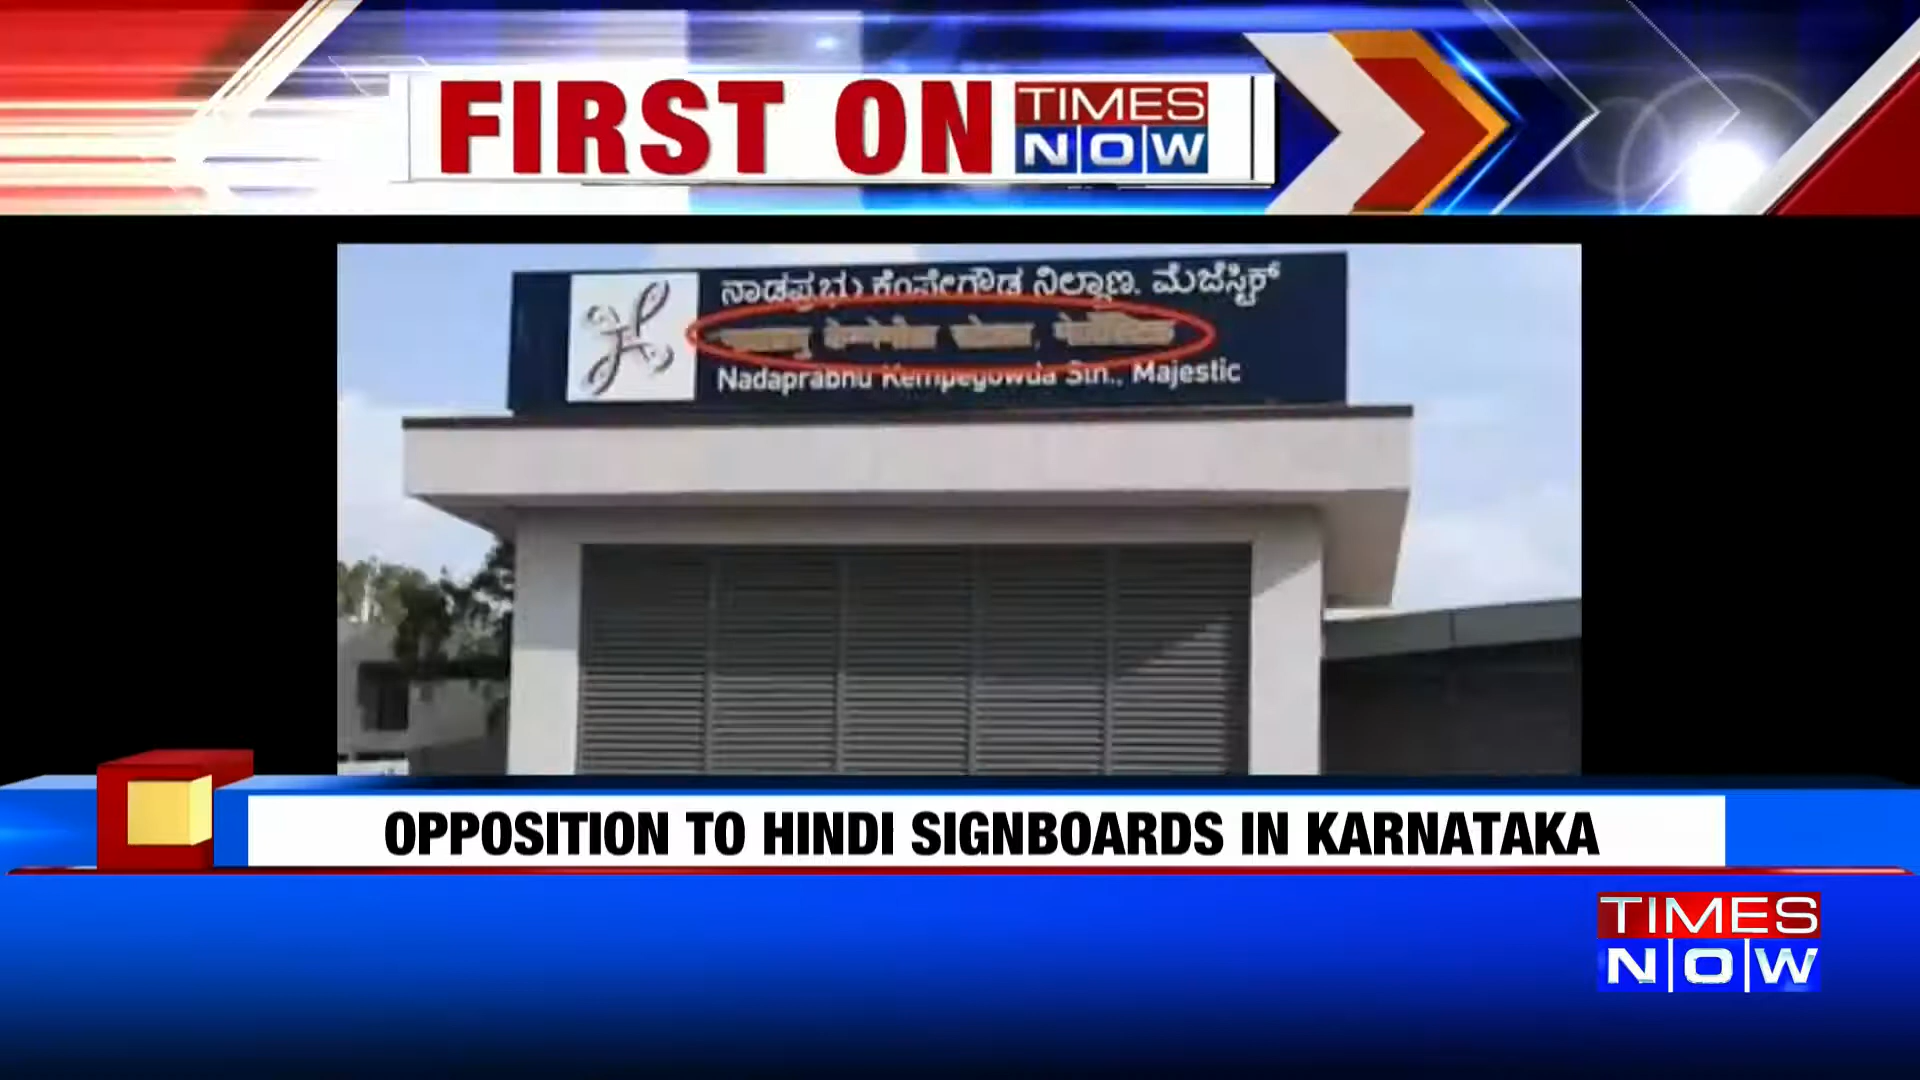 FIRST ON TIMES NOW
ನಾಡಪ್ರಭು ಕೆಂಪೇಗೌಡ ನಿಲ್ದಾಣ, ಮೆಜೆಸ್ಟಿಕ್
Nadaprabhu Kempegowda Stn., Majestic
OPPOSITION TO HINDI SIGNBOARDS IN KARNATAKA
TIMES
NOW